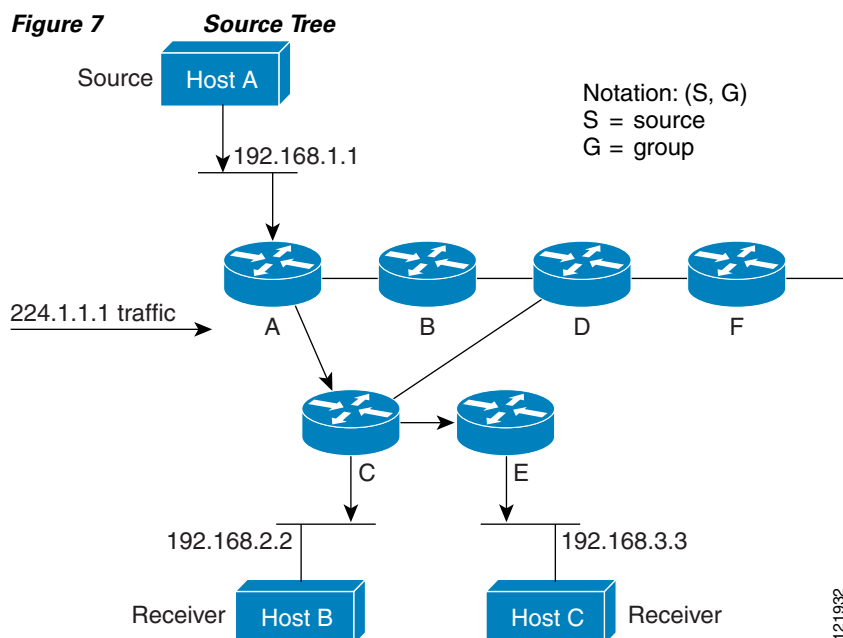 Figure 7 Source Tree
Source
Host A
Notation: (S, G)
S = source
G = group
192.168.1.1
224.1.1.1 traffic
A
B
D
F
C
E
192.168.2.2
192.168.3.3
Receiver
Host B
Host C
Receiver
121932